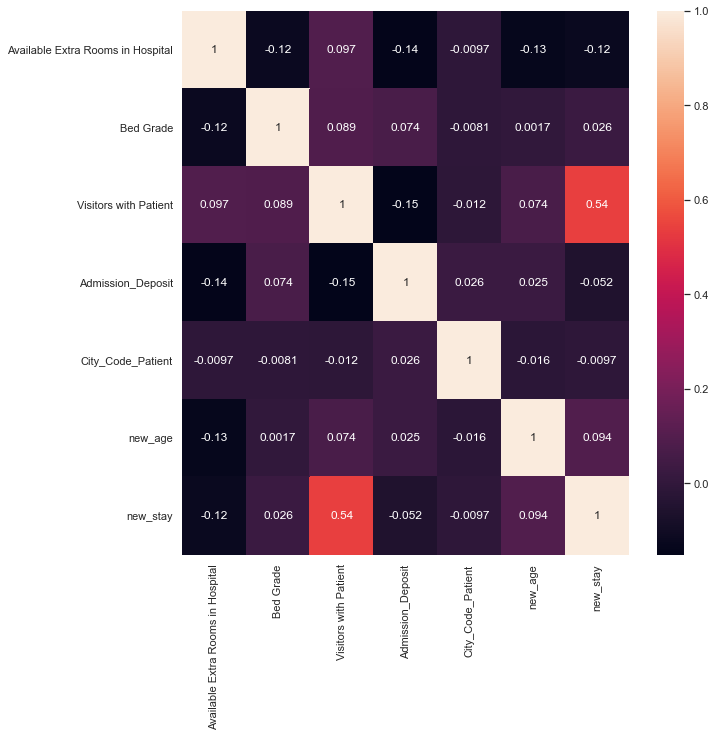 1.0
Available Extra Rooms in Hospital 1 -0.12 0.097 -0.14 -0.0097 -0.13 -0.12
0.8
Bed Grade -0.12 1 0.089 0.074 -0.0081 0.0017 0.026
Visitors with Patient 0.097 0.089 1 -0.15 -0.012 0.074 0.54
0.6
Admission_Deposit -0.14 0.074 -0.15 1 0.026 0.025 -0.052
0.4
City_Code_Patient -0.0097 -0.0081 -0.012 0.026 1 -0.016 -0.0097
0.2
new_age -0.13 0.0017 0.074 0.025 -0.016 1 0.094
0.0
new_stay -0.12 0.026 0.54 -0.052 -0.0097 0.094 1
Available Extra Rooms in Hospital
Bed Grade
Visitors with Patient
Admission_Deposit
City_Code_Patient
new_age
new_stay